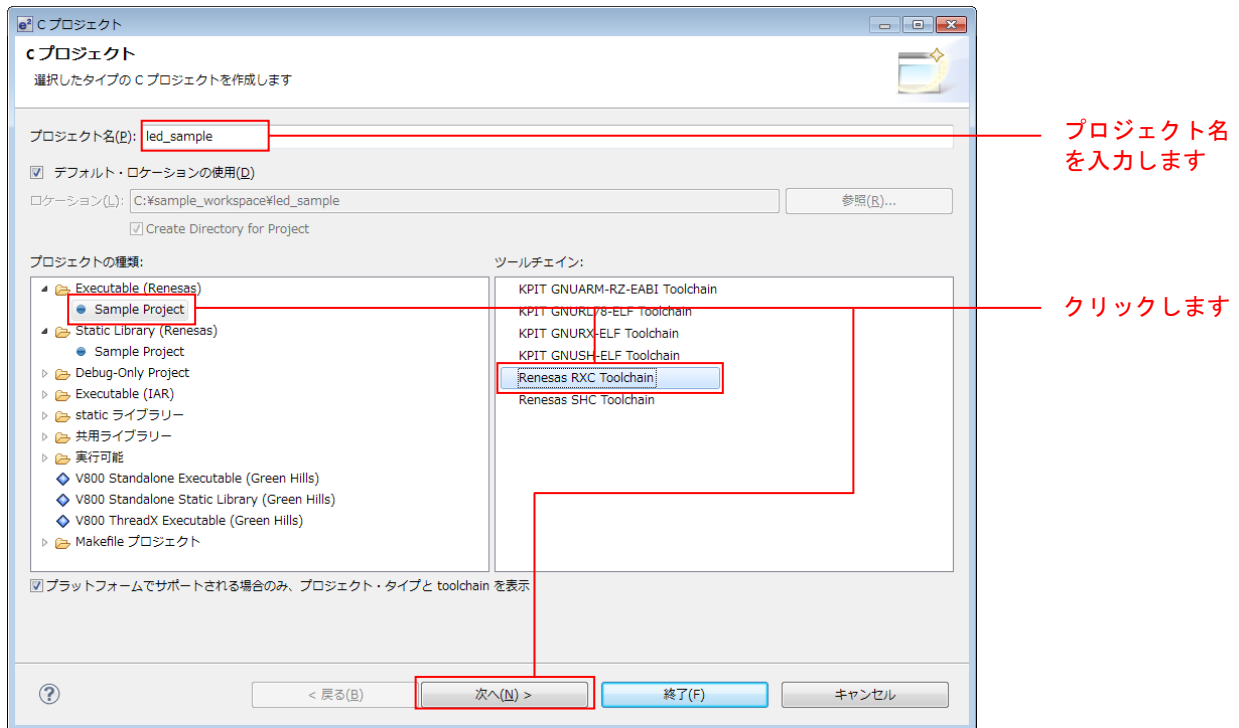 e² C プロジェクト
C プロジェクト
選択したタイプの C プロジェクトを作成します
プロジェクト名(P): led_sample
プロジェクト名
を入力します
デフォルト・ロケーションの使用(D)
ロケーション(L): C:¥sample_workspace¥led_sample 参照(R)...
Create Directory for Project
プロジェクトの種類:
Executable (Renesas)
Sample Project
Static Library (Renesas)
Sample Project
Debug-Only Project
Executable (IAR)
static ライブラリー
共用ライブラリー
実行可能
V800 Standalone Executable (Green Hills)
V800 Standalone Static Library (Green Hills)
V800 ThreadX Executable (Green Hills)
Makefile プロジェクト
ツールチェイン:
KPIT GNUARM-RZ-EABI Toolchain
KPIT GNURL78-ELF Toolchain
KPIT GNURX-ELF Toolchain
KPIT GNUSH-ELF Toolchain
Renesas RXC Toolchain
Renesas SHC Toolchain
クリックします
プラットフォームでサポートされる場合のみ、プロジェクト・タイプと toolchain を表示
? < 戻る(B) 次へ(N) > 終了(F) キャンセル